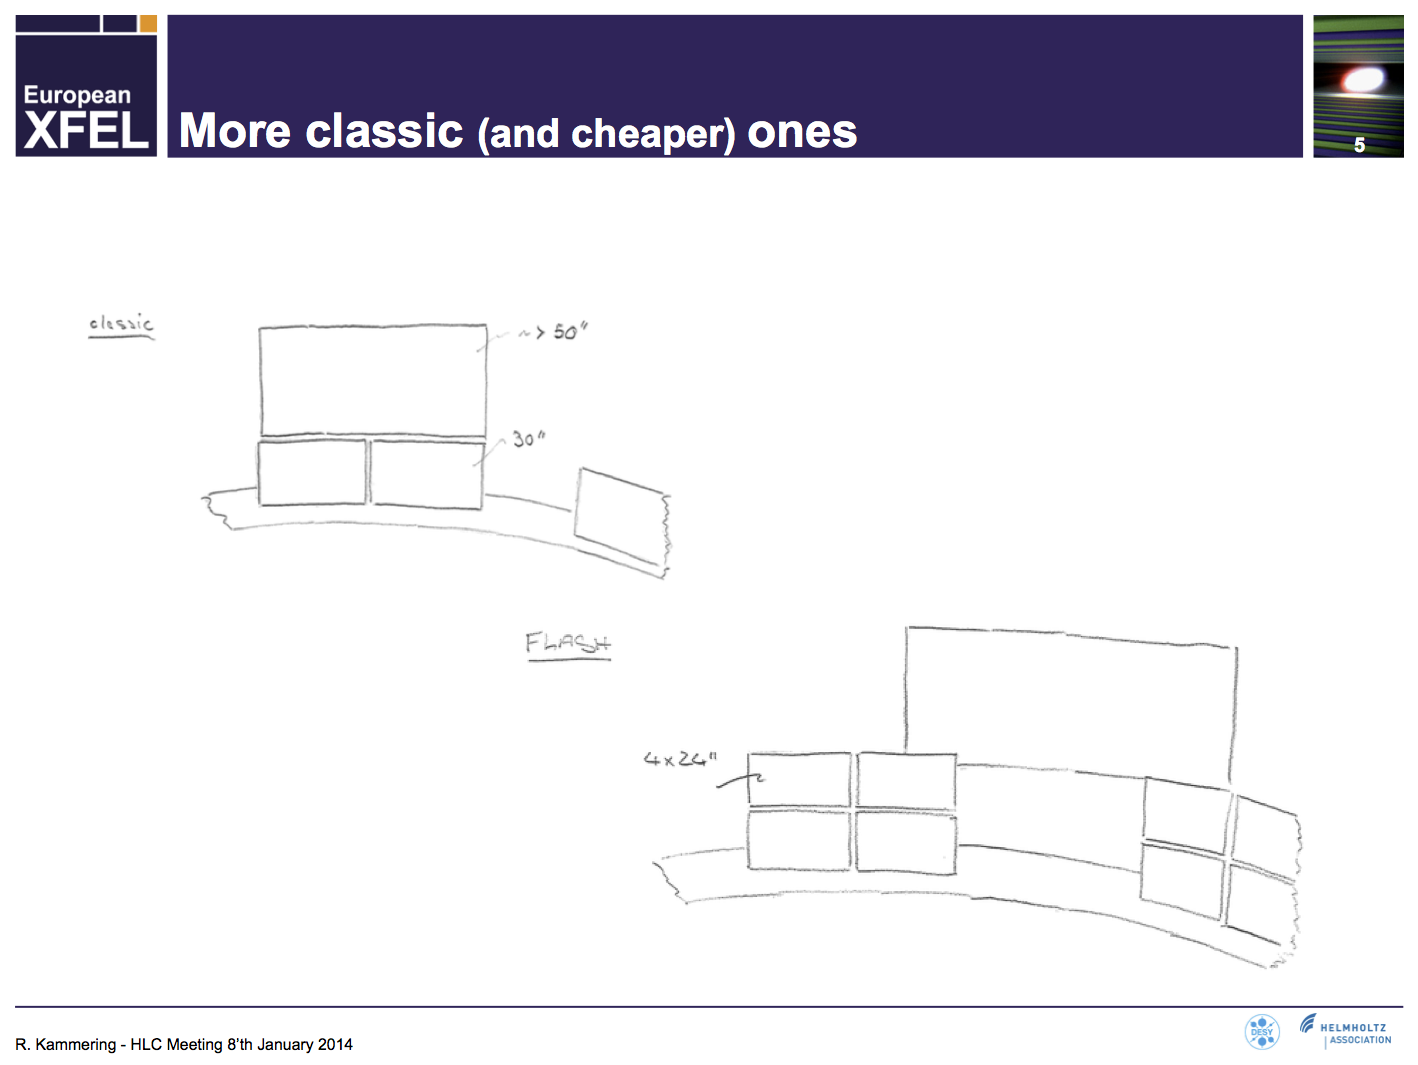 European
XFEL
More classic (and cheaper) ones
5
classic
~> 50"
30"
FLASH
4x24"
R. Kammering - HLC Meeting 8'th January 2014
DESY
HELMHOLTZ
ASSOCIATION